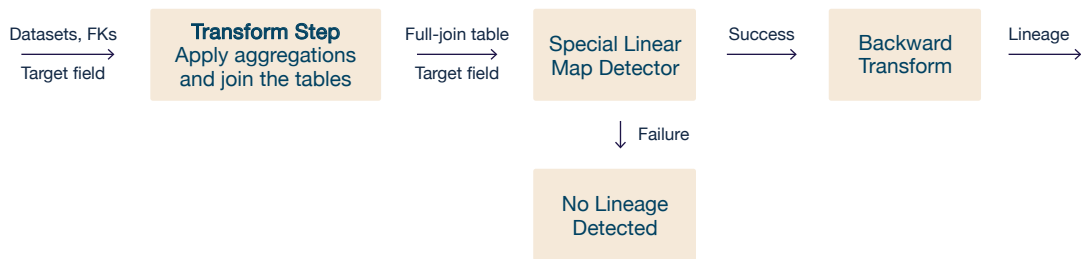 Datasets, FKs
Target field
Transform Step
Apply aggregations
and join the tables
Full-join table
Target field
Special Linear
Map Detector
Success
Backward
Transform
Lineage
Failure
No Lineage
Detected